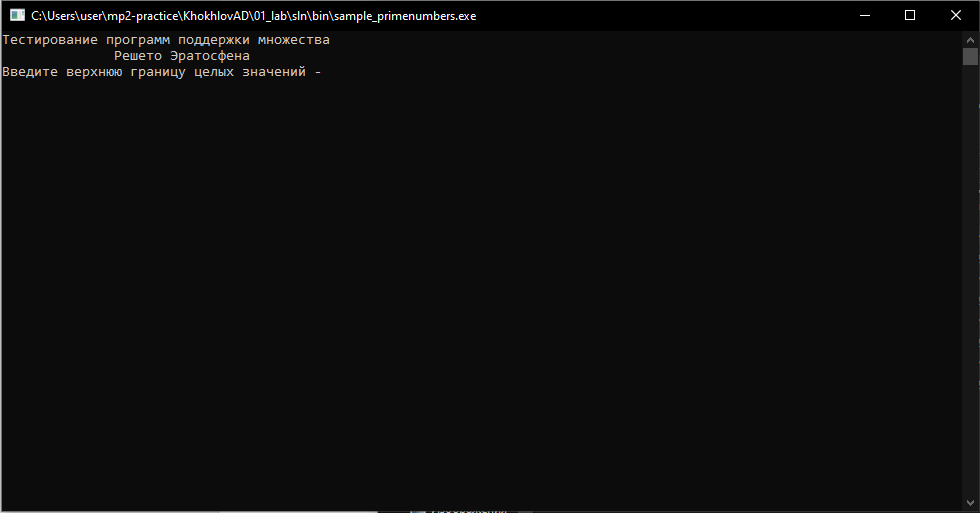 C:\Users\user\mp2-practice\KhokhlovAD\01_lab\sln\bin\sample_primenumbers.exe
Тестирование программ поддержки множества
Решето Эратосфена
Введите верхнюю границу целых значений -